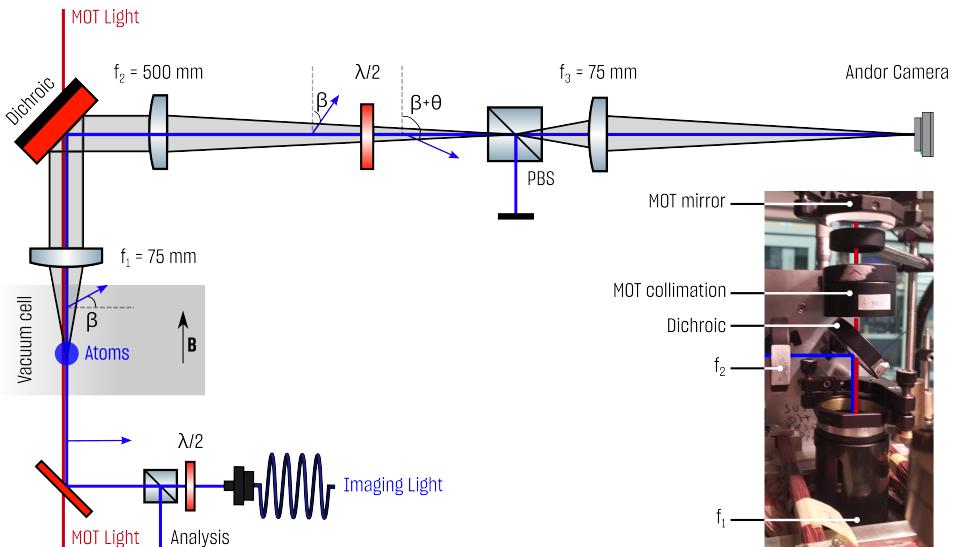 MOT Light
Dichroic
f₂ = 500 mm
λ/2
f₃ = 75 mm
Andor Camera
β
β+θ
PBS
f₁ = 75 mm
Vacuum cell
β
B
Atoms
MOT mirror
MOT collimation
Dichroic
f₂
f₁
λ/2
Imaging Light
MOT Light
Analysis